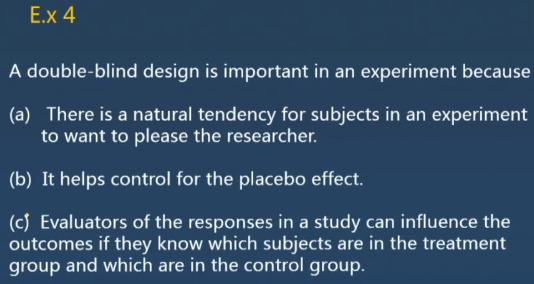 E.x 4
A double-blind design is important in an experiment because
(a) There is a natural tendency for subjects in an experiment
to want to please the researcher.
(b) It helps control for the placebo effect.
(c) Evaluators of the responses in a study can influence the
outcomes if they know which subjects are in the treatment
group and which are in the control group.